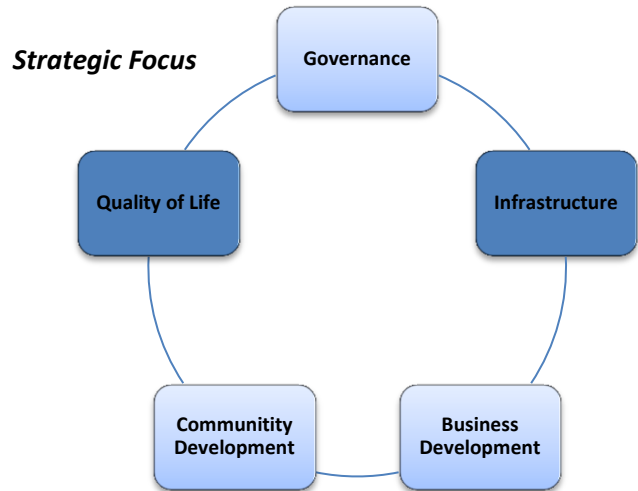 Strategic Focus
Governance
Quality of Life
Infrastructure
Communitity
Development
Business
Development